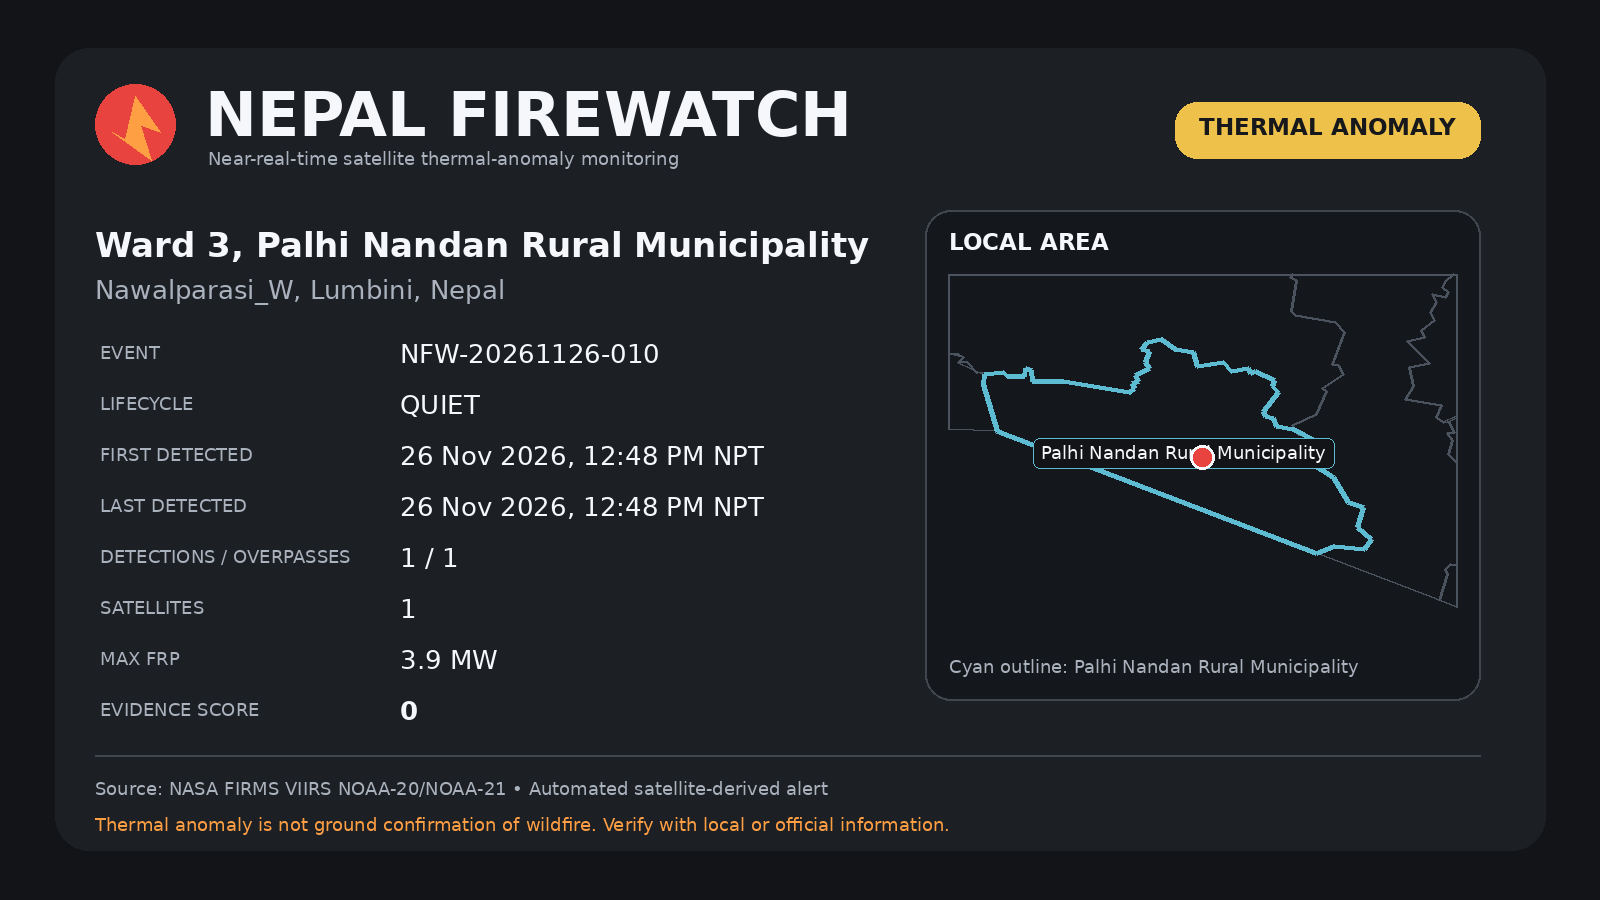 NEPAL FIREWATCH
Near-real-time satellite thermal-anomaly monitoring
THERMAL ANOMALY
Ward 3, Palhi Nandan Rural Municipality
Nawalparasi_W, Lumbini, Nepal
EVENT NFW-20261126-010
LIFECYCLE QUIET
FIRST DETECTED 26 Nov 2026, 12:48 PM NPT
LAST DETECTED 26 Nov 2026, 12:48 PM NPT
DETECTIONS / OVERPASSES 1 / 1
SATELLITES 1
MAX FRP 3.9 MW
EVIDENCE SCORE 0
LOCAL AREA
Palhi Nandan Municipality
Cyan outline: Palhi Nandan Rural Municipality
Source: NASA FIRMS VIIRS NOAA-20/NOAA-21 • Automated satellite-derived alert
Thermal anomaly is not ground confirmation of wildfire. Verify with local or official information.